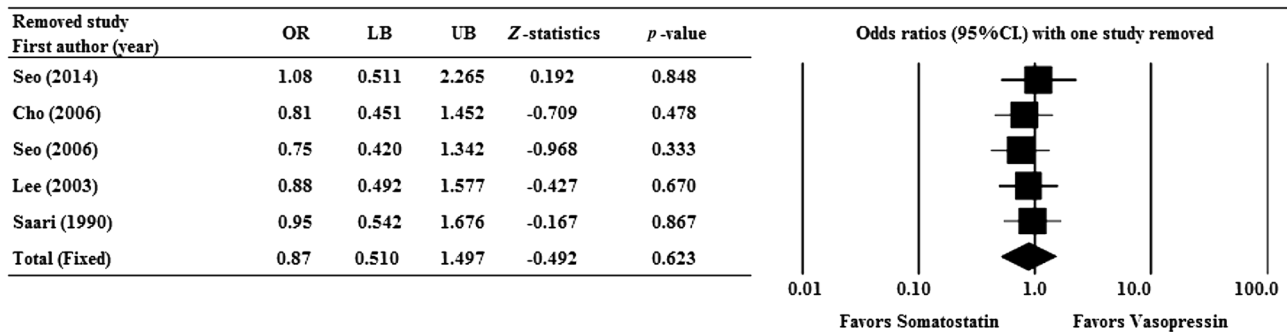 Removed study
First author (year) OR LB UB Z-statistics p-value Odds ratios (95%CL) with one study removed
Seo (2014) 1.08 0.511 2.265 0.192 0.848
Cho (2006) 0.81 0.451 1.452 -0.709 0.478
Seo (2006) 0.75 0.420 1.342 -0.968 0.333
Lee (2003) 0.88 0.492 1.577 -0.427 0.670
Saari (1990) 0.95 0.542 1.676 -0.167 0.867
Total (Fixed) 0.87 0.510 1.497 -0.492 0.623
0.01 0.10 1.0 10.0 100.0
Favors Somatostatin Favors Vasopressin